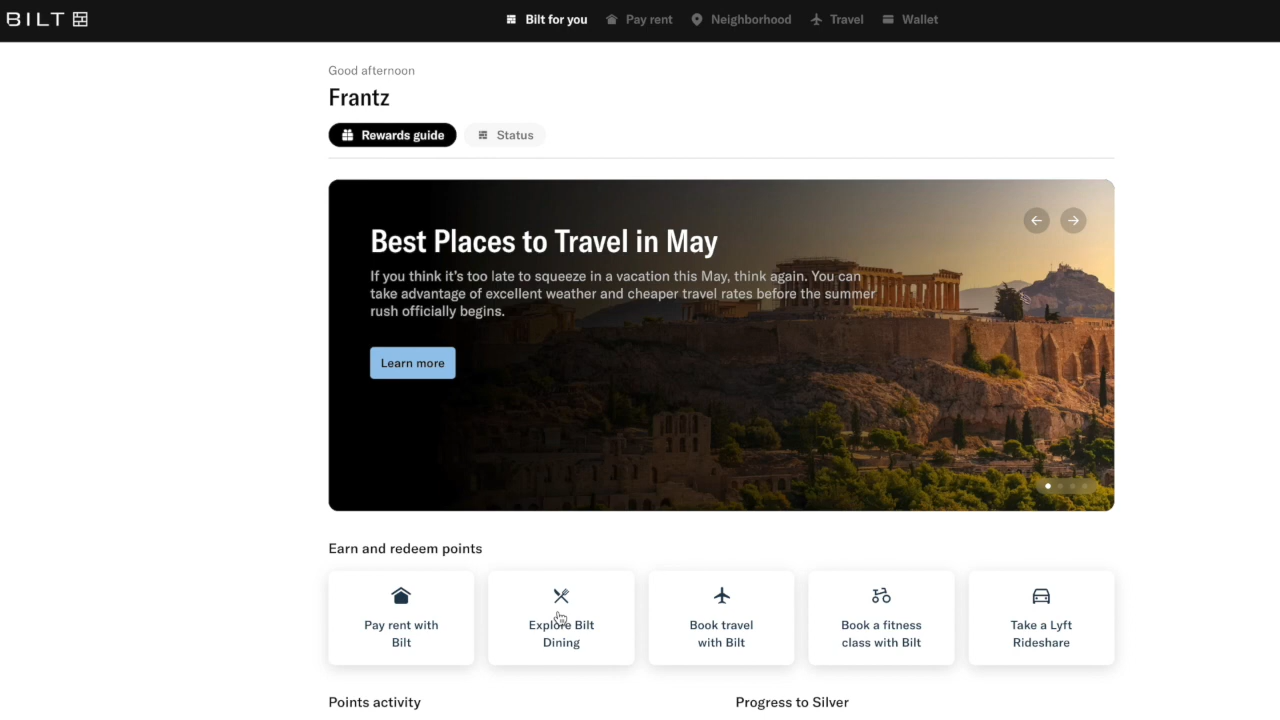 BILT
Bilt for you
Pay rent
Neighborhood
Travel
Wallet
Good afternoon
Frantz
Rewards guide
Status
Best Places to Travel in May
If you think it's too late to squeeze in a vacation this May, think again. You can
take advantage of excellent weather and cheaper travel rates before the summer
rush officially begins.
Learn more
Earn and redeem points
Pay rent with
Bilt
Explore Bilt
Dining
Book travel
with Bilt
Book a fitness
class with Bilt
Take a Lyft
Rideshare
Points activity
Progress to Silver